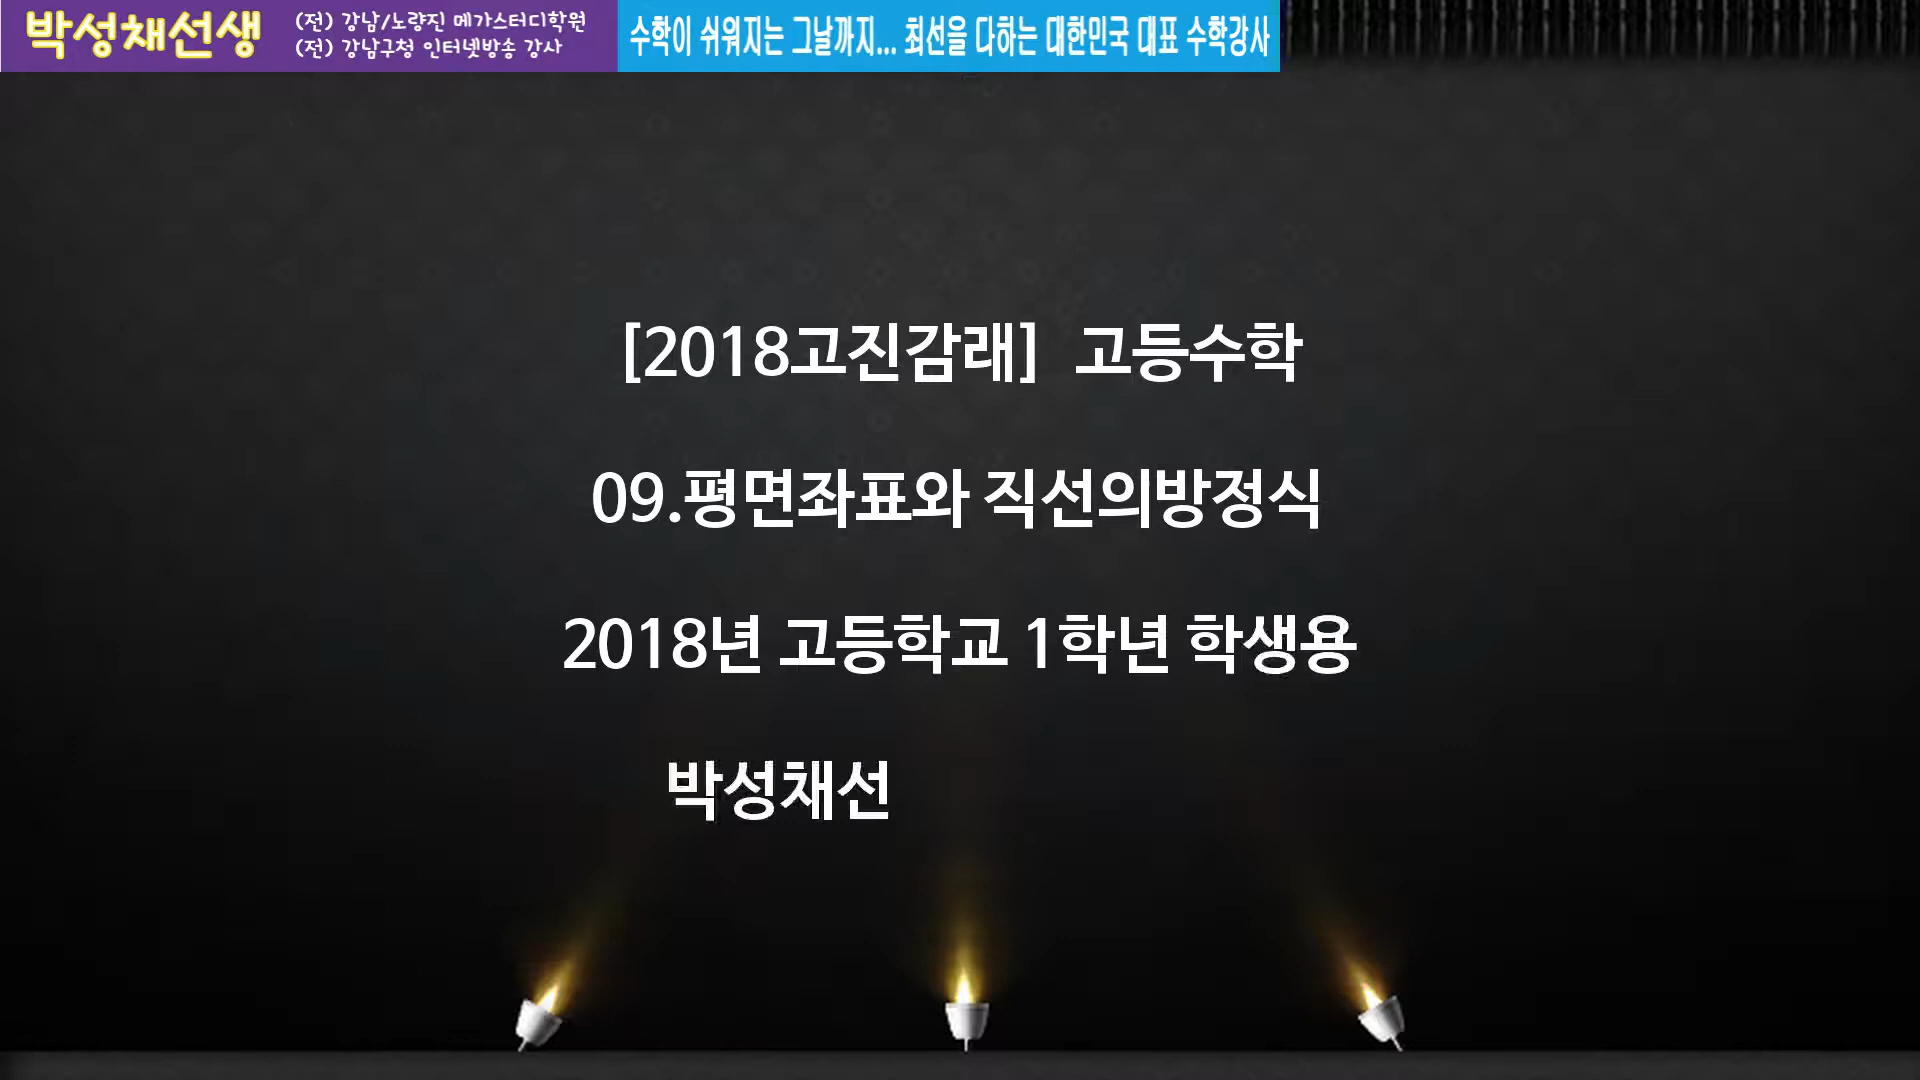 박성채선생
(전) 강남/노량진 메가스터디학원
(전) 강남구청 인터넷방송 강사
수학이 쉬워지는 그날까지... 최선을 다하는 대한민국 대표 수학강사
[2018고진감래] 고등수학
09.평면좌표와 직선의방정식
2018년 고등학교 1학년 학생용
박성채선